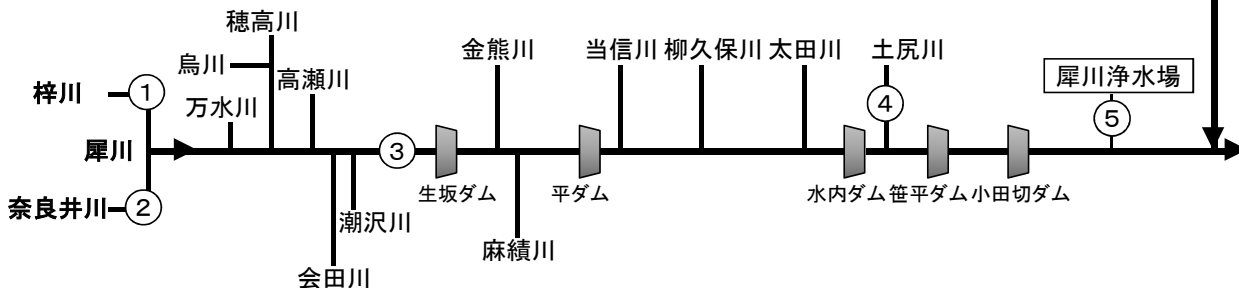 穂高川
烏川
高瀬川
金熊川
当信川
柳久保川
太田川
土尻川
犀川浄水場
梓川
①
万水川
④
⑤
犀川
③
奈良井川
②
生坂ダム
平ダム
水内ダム
笹平ダム
小田切ダム
潮沢川
麻績川
会田川